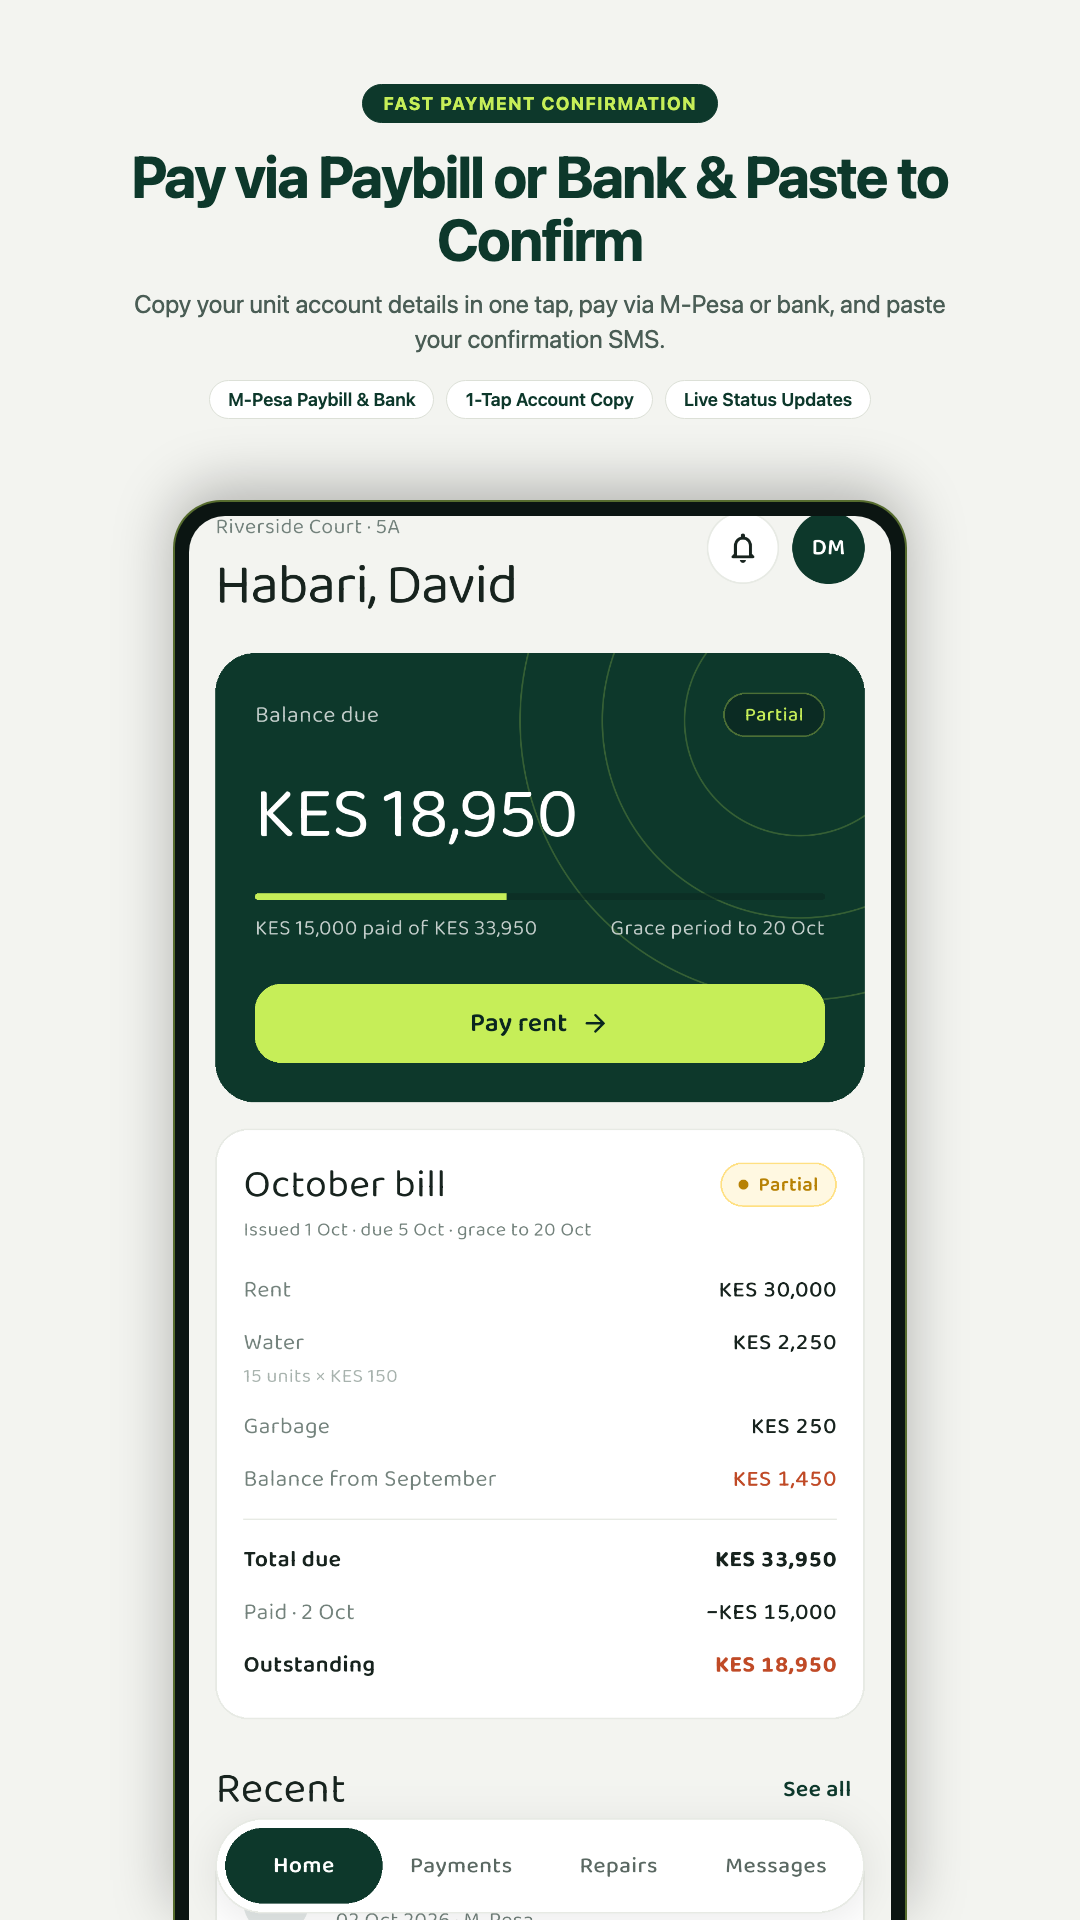 FAST PAYMENT CONFIRMATION
Pay via Paybill or Bank & Paste to
Confirm
Copy your unit account details in one tap, pay via M-Pesa or bank, and paste
your confirmation SMS.
M-Pesa Paybill & Bank
1-Tap Account Copy
Live Status Updates
Riverside Court · 5A
DM
Habari, David
Balance due
Partial
KES 18,950
KES 15,000 paid of KES 33,950
Grace period to 20 Oct
Pay rent →
October bill
Partial
Issued 1 Oct · due 5 Oct · grace to 20 Oct
Rent KES 30,000
Water KES 2,250
15 units × KES 150
Garbage KES 250
Balance from September KES 1,450
Total due KES 33,950
Paid · 2 Oct −KES 15,000
Outstanding KES 18,950
Recent
See all
Home
Payments
Repairs
Messages
02 Oct 2026 · M-Pesa